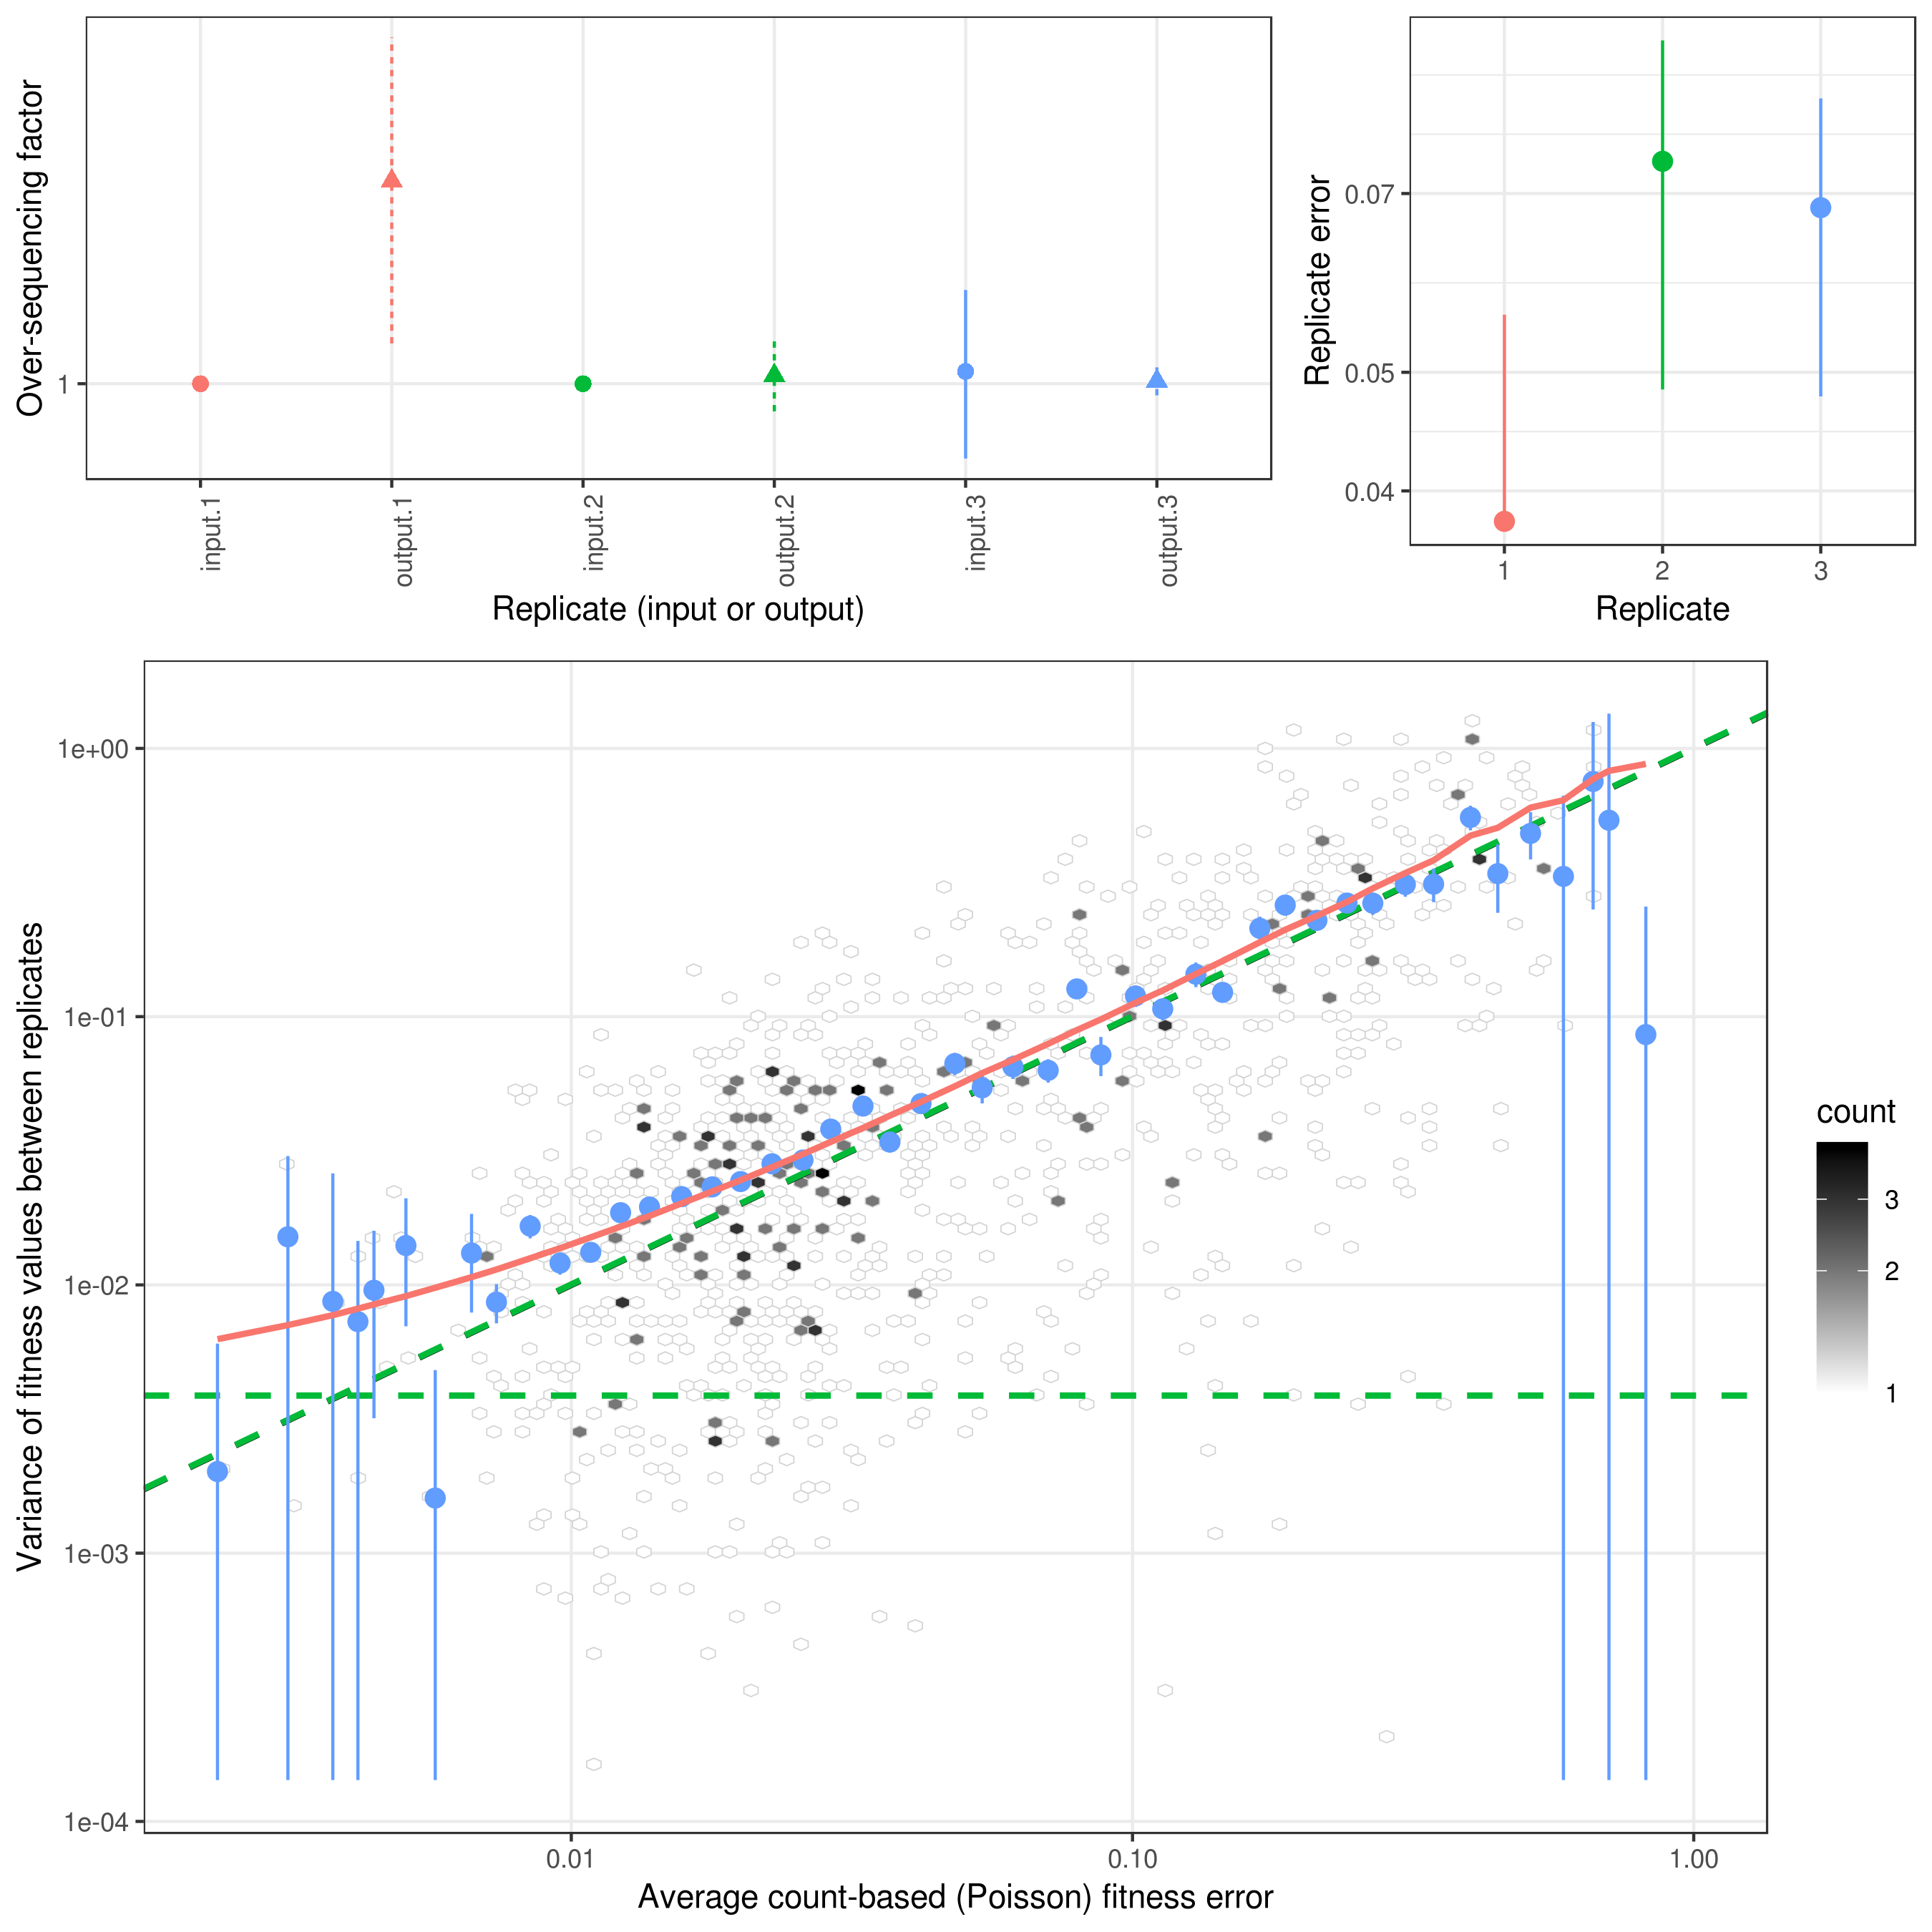 Over-sequencing factor
1
input.1
output.1
input.2
output.2
input.3
output.3
Replicate (input or output)
Replicate error
0.07
0.05
0.04
1
2
3
Replicate
Variance of fitness values between replicates
1e+00
1e-01
1e-02
1e-03
1e-04
0.01
0.10
1.00
Average count-based (Poisson) fitness error
count
3
2
1